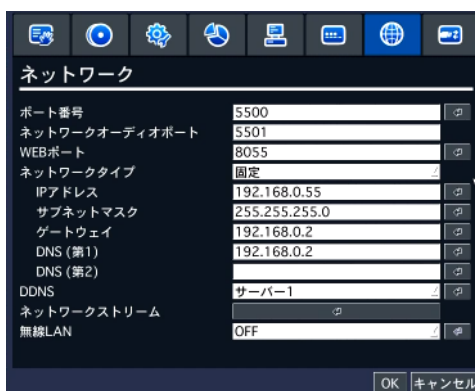 ネットワーク
ポート番号 5500
ネットワークオーディオポート 5501
WEBポート 8055
ネットワークタイプ 固定
IPアドレス 192.168.0.55
サブネットマスク 255.255.255.0
ゲートウェイ 192.168.0.2
DNS (第1) 192.168.0.2
DNS (第2)
DDNS サーバー1
ネットワークストリーム
無線LAN OFF
OK キャンセル